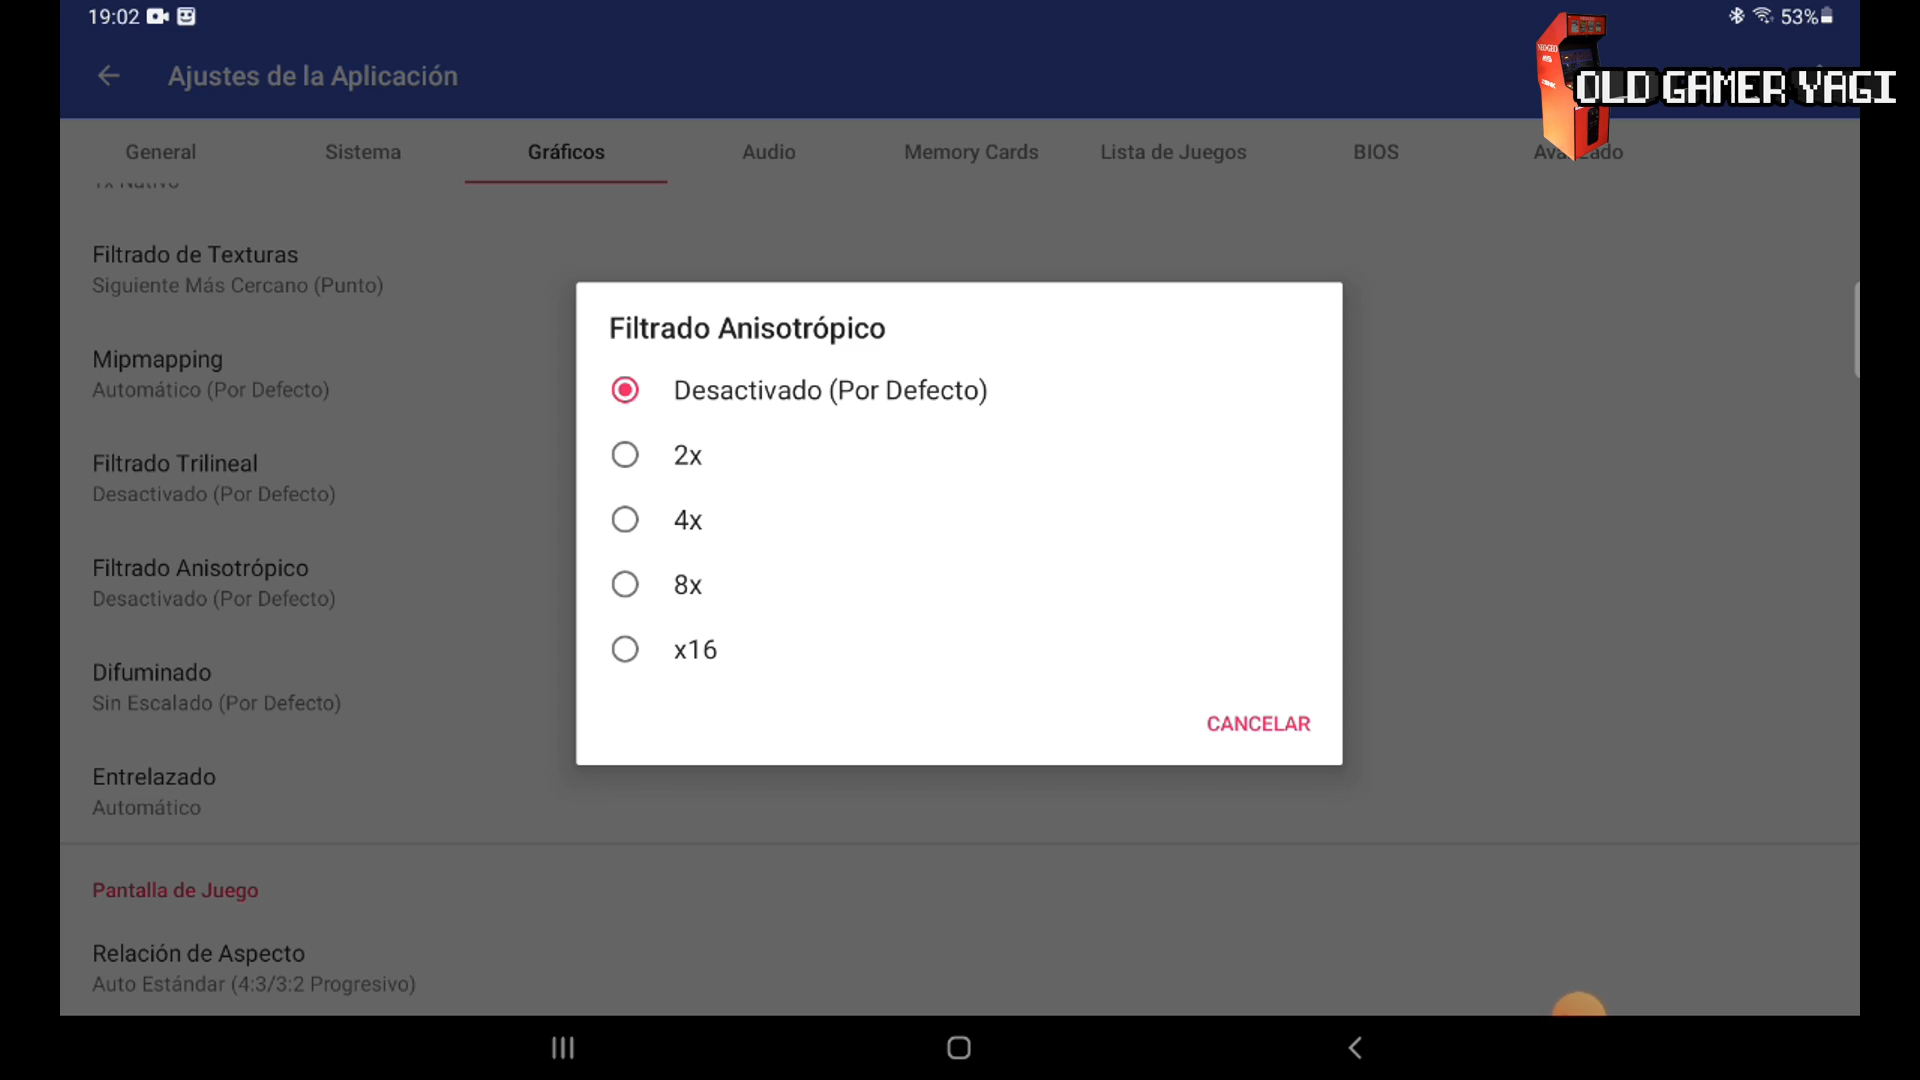 19:02
53%
Ajustes de la Aplicación
OLD GAMER YAGI
General
Sistema
Gráficos
Audio
Memory Cards
Lista de Juegos
BIOS
1x Nativo
Filtrado de Texturas
Siguiente Más Cercano (Punto)
Mipmapping
Automático (Por Defecto)
Filtrado Trilineal
Desactivado (Por Defecto)
Filtrado Anisotrópico
Desactivado (Por Defecto)
Difuminado
Sin Escalado (Por Defecto)
Entrelazado
Automático
Pantalla de Juego
Relación de Aspecto
Auto Estándar (4:3/3:2 Progresivo)
Filtrado Anisotrópico
Desactivado (Por Defecto)
2x
4x
8x
x16
CANCELAR